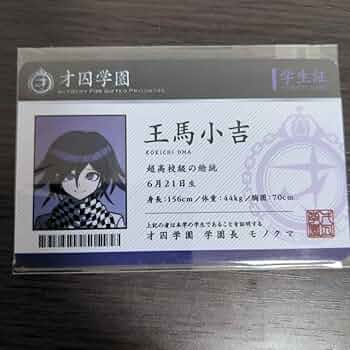 才囚学園
ACADEMY FOR GIFTED PRISONERS
学生証
王馬小吉
KOKICHI OMA
超高校級の総統
6月21日生
身長:156cm/体重:44kg/胸囲:70cm
上記の者は本学の学生であることを証明する
才囚学園 学園長 モノクマ